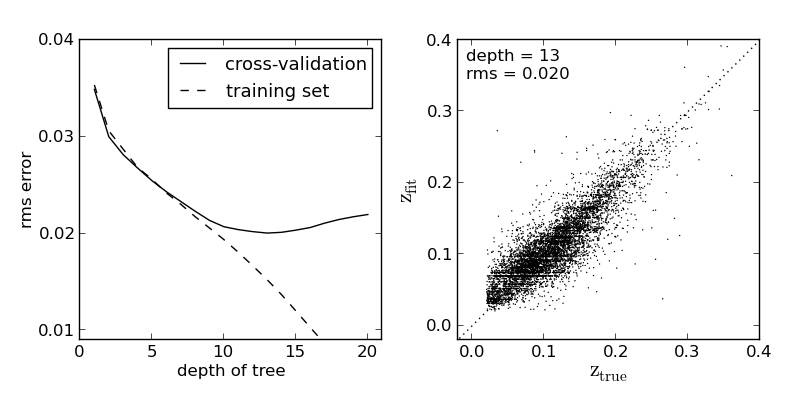 0.04
0.03
0.02
0.01
rms error
0
5
10
15
20
depth of tree
cross-validation
training set
0.4
0.3
0.2
0.1
0.0
z_fit
0.0
0.1
0.2
0.3
0.4
z_true
depth = 13
rms = 0.020